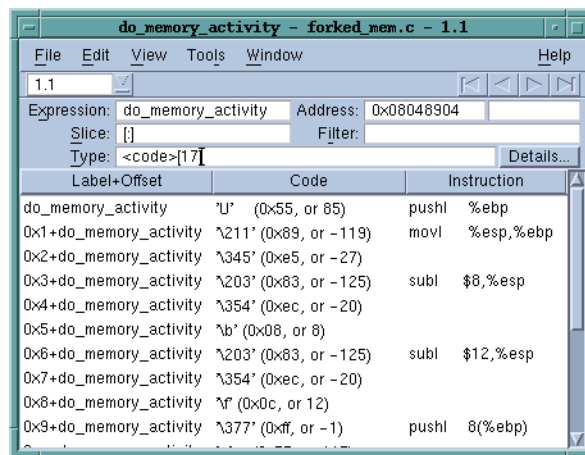 do_memory_activity – forked_mem.c – 1.1
File Edit View Tools Window Help
1.1
Expression: do_memory_activity Address: 0x08048904
Slice: [:] Filter:
Type: <code>[17] Details...
Label+Offset Code Instruction
do_memory_activity 'U' (0x55, or 85) pushl %ebp
0x1+do_memory_activity '\211' (0x89, or -119) movl %esp,%ebp
0x2+do_memory_activity '\345' (0xe5, or -27)
0x3+do_memory_activity '\203' (0x83, or -125) subl $8,%esp
0x4+do_memory_activity '\354' (0xec, or -20)
0x5+do_memory_activity '\b' (0x08, or 8)
0x6+do_memory_activity '\203' (0x83, or -125) subl $12,%esp
0x7+do_memory_activity '\354' (0xec, or -20)
0x8+do_memory_activity '\f' (0x0c, or 12)
0x9+do_memory_activity '\377' (0xff, or -1) pushl 8(%ebp)